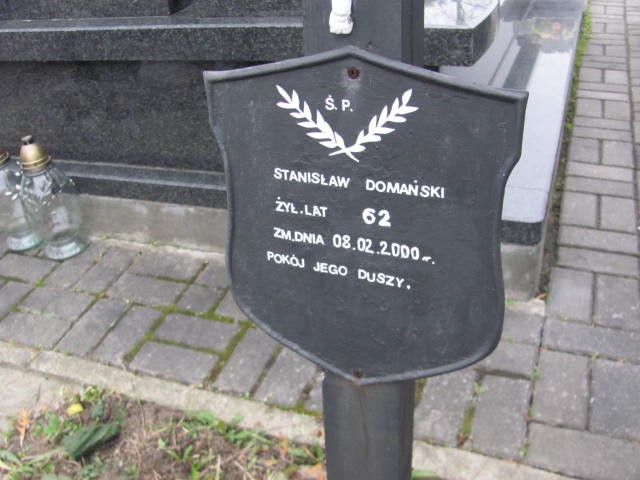 Ś. P.
STANISŁAW DOMAŃSKI
ŻYŁ. LAT 62
ZM. DNIA 08.02.2000 r.
POKÓJ JEGO DUSZY.